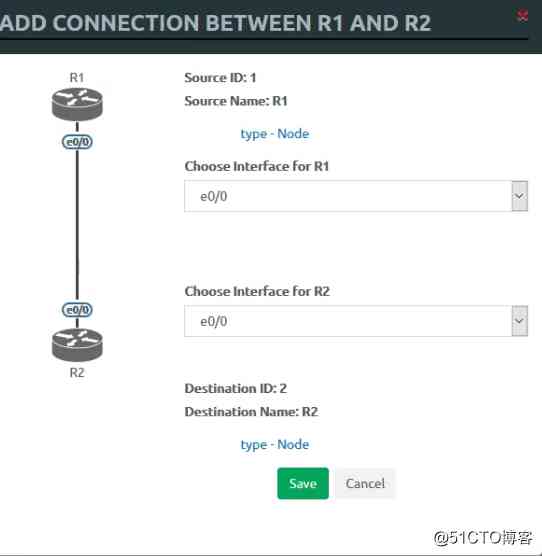 ADD CONNECTION BETWEEN R1 AND R2
R1
e0/0
e0/0
R2
Source ID: 1
Source Name: R1
type - Node
Choose Interface for R1
e0/0
Choose Interface for R2
e0/0
Destination ID: 2
Destination Name: R2
type - Node
Save Cancel
@51CTO博客